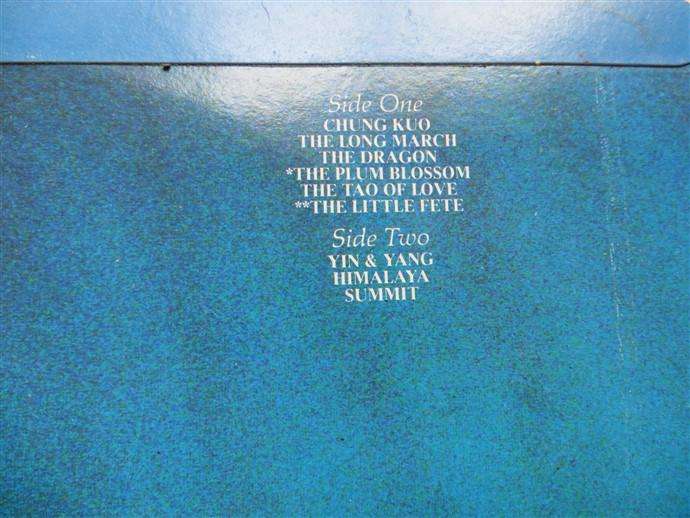 Side One
CHUNG KUO
THE LONG MARCH
THE DRAGON
*THE PLUM BLOSSOM
THE TAO OF LOVE
**THE LITTLE FETE
Side Two
YIN & YANG
HIMALAYA
SUMMIT